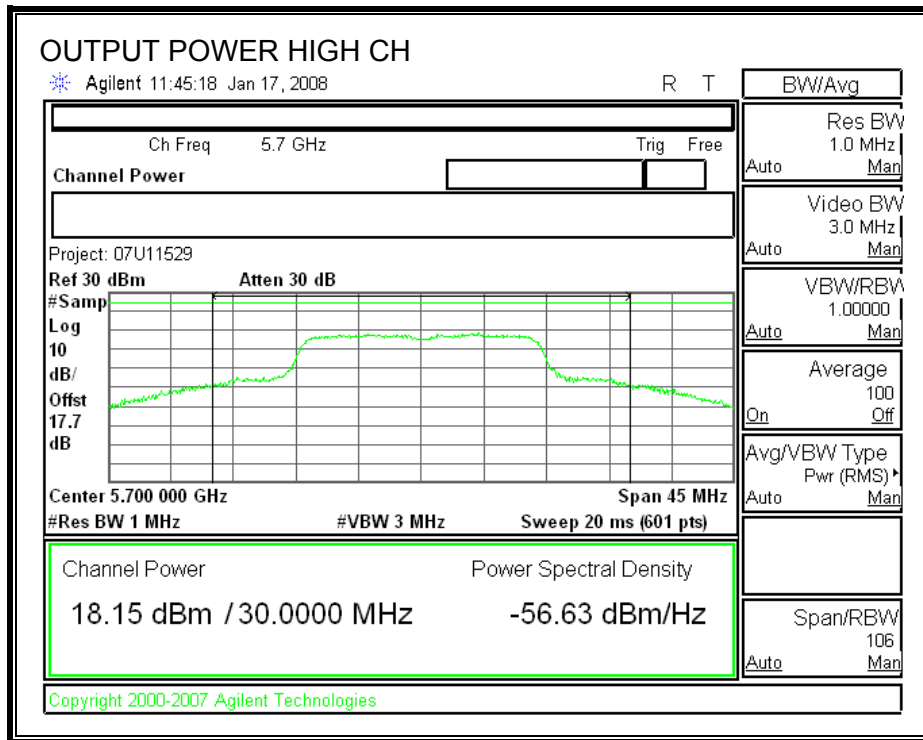 OUTPUT POWER HIGH CH
Agilent 11:45:18 Jan 17, 2008
R T
Ch Freq 5.7 GHz Trig Free
Channel Power
Project: 07U11529
Ref 30 dBm Atten 30 dB
#Samp
Log
10
dB/
Offst
17.7
dB
Center 5.700 000 GHz Span 45 MHz
#Res BW 1 MHz #VBW 3 MHz Sweep 20 ms (601 pts)
Channel Power Power Spectral Density
18.15 dBm / 30.0000 MHz -56.63 dBm/Hz
Copyright 2000-2007 Agilent Technologies
BW/Avg
Res BW
1.0 MHz
Auto Man
Video BW
3.0 MHz
Auto Man
VBW/RBW
1.00000
Auto Man
Average
100
On Off
Avg/VBW Type
Pwr (RMS)
Auto Man
Span/RBW
106
Auto Man